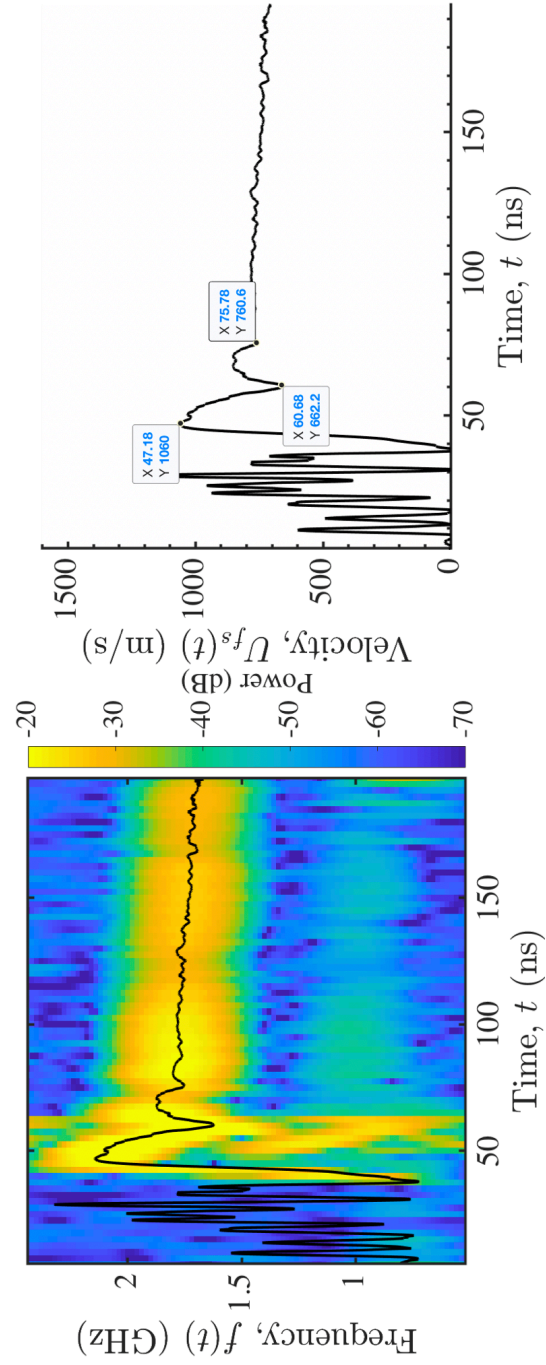 Frequency, f(t) (GHz)
2
1.5
1
50
100
150
Time, t (ns)
-20
-30
-40
-50
-60
-70
Power (dB)
Velocity, U_fs(t) (m/s)
1500
1000
500
0
50
100
150
Time, t (ns)
X 47.18
Y 1060
X 60.68
Y 662.2
X 75.78
Y 760.6